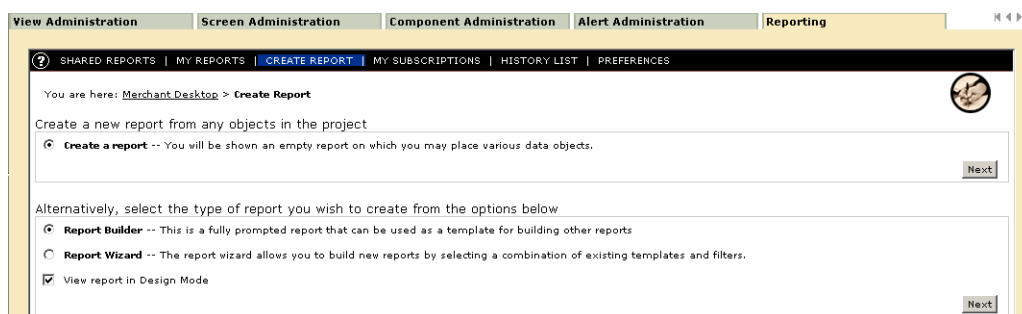 View Administration Screen Administration Component Administration Alert Administration Reporting
? SHARED REPORTS | MY REPORTS | CREATE REPORT | MY SUBSCRIPTIONS | HISTORY LIST | PREFERENCES
You are here: Merchant Desktop > Create Report
Create a new report from any objects in the project
Create a report -- You will be shown an empty report on which you may place various data objects.
Next
Alternatively, select the type of report you wish to create from the options below
Report Builder -- This is a fully prompted report that can be used as a template for building other reports
Report Wizard -- The report wizard allows you to build new reports by selecting a combination of existing templates and filters.
View report in Design Mode
Next